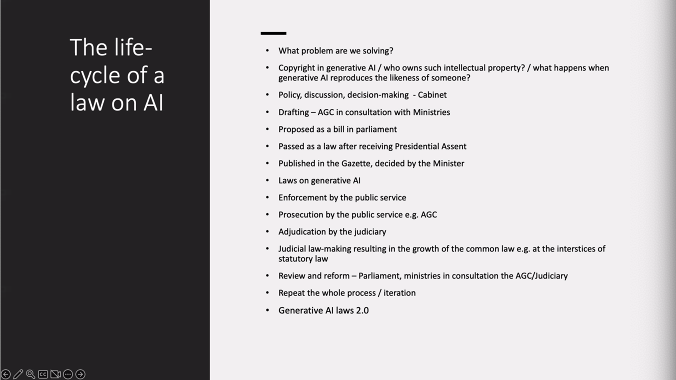 The life-
cycle of a
law on AI
• What problem are we solving?
• Copyright in generative AI / who owns such intellectual property? / what happens when
generative AI reproduces the likeness of someone?
• Policy, discussion, decision-making - Cabinet
• Drafting – AGC in consultation with Ministries
• Proposed as a bill in parliament
• Passed as a law after receiving Presidential Assent
• Published in the Gazette, decided by the Minister
• Laws on generative AI
• Enforcement by the public service
• Prosecution by the public service e.g. AGC
• Adjudication by the judiciary
• Judicial law-making resulting in the growth of the common law e.g. at the interstices of
statutory law
• Review and reform – Parliament, ministries in consultation the AGC/Judiciary
• Repeat the whole process / iteration
• Generative AI laws 2.0